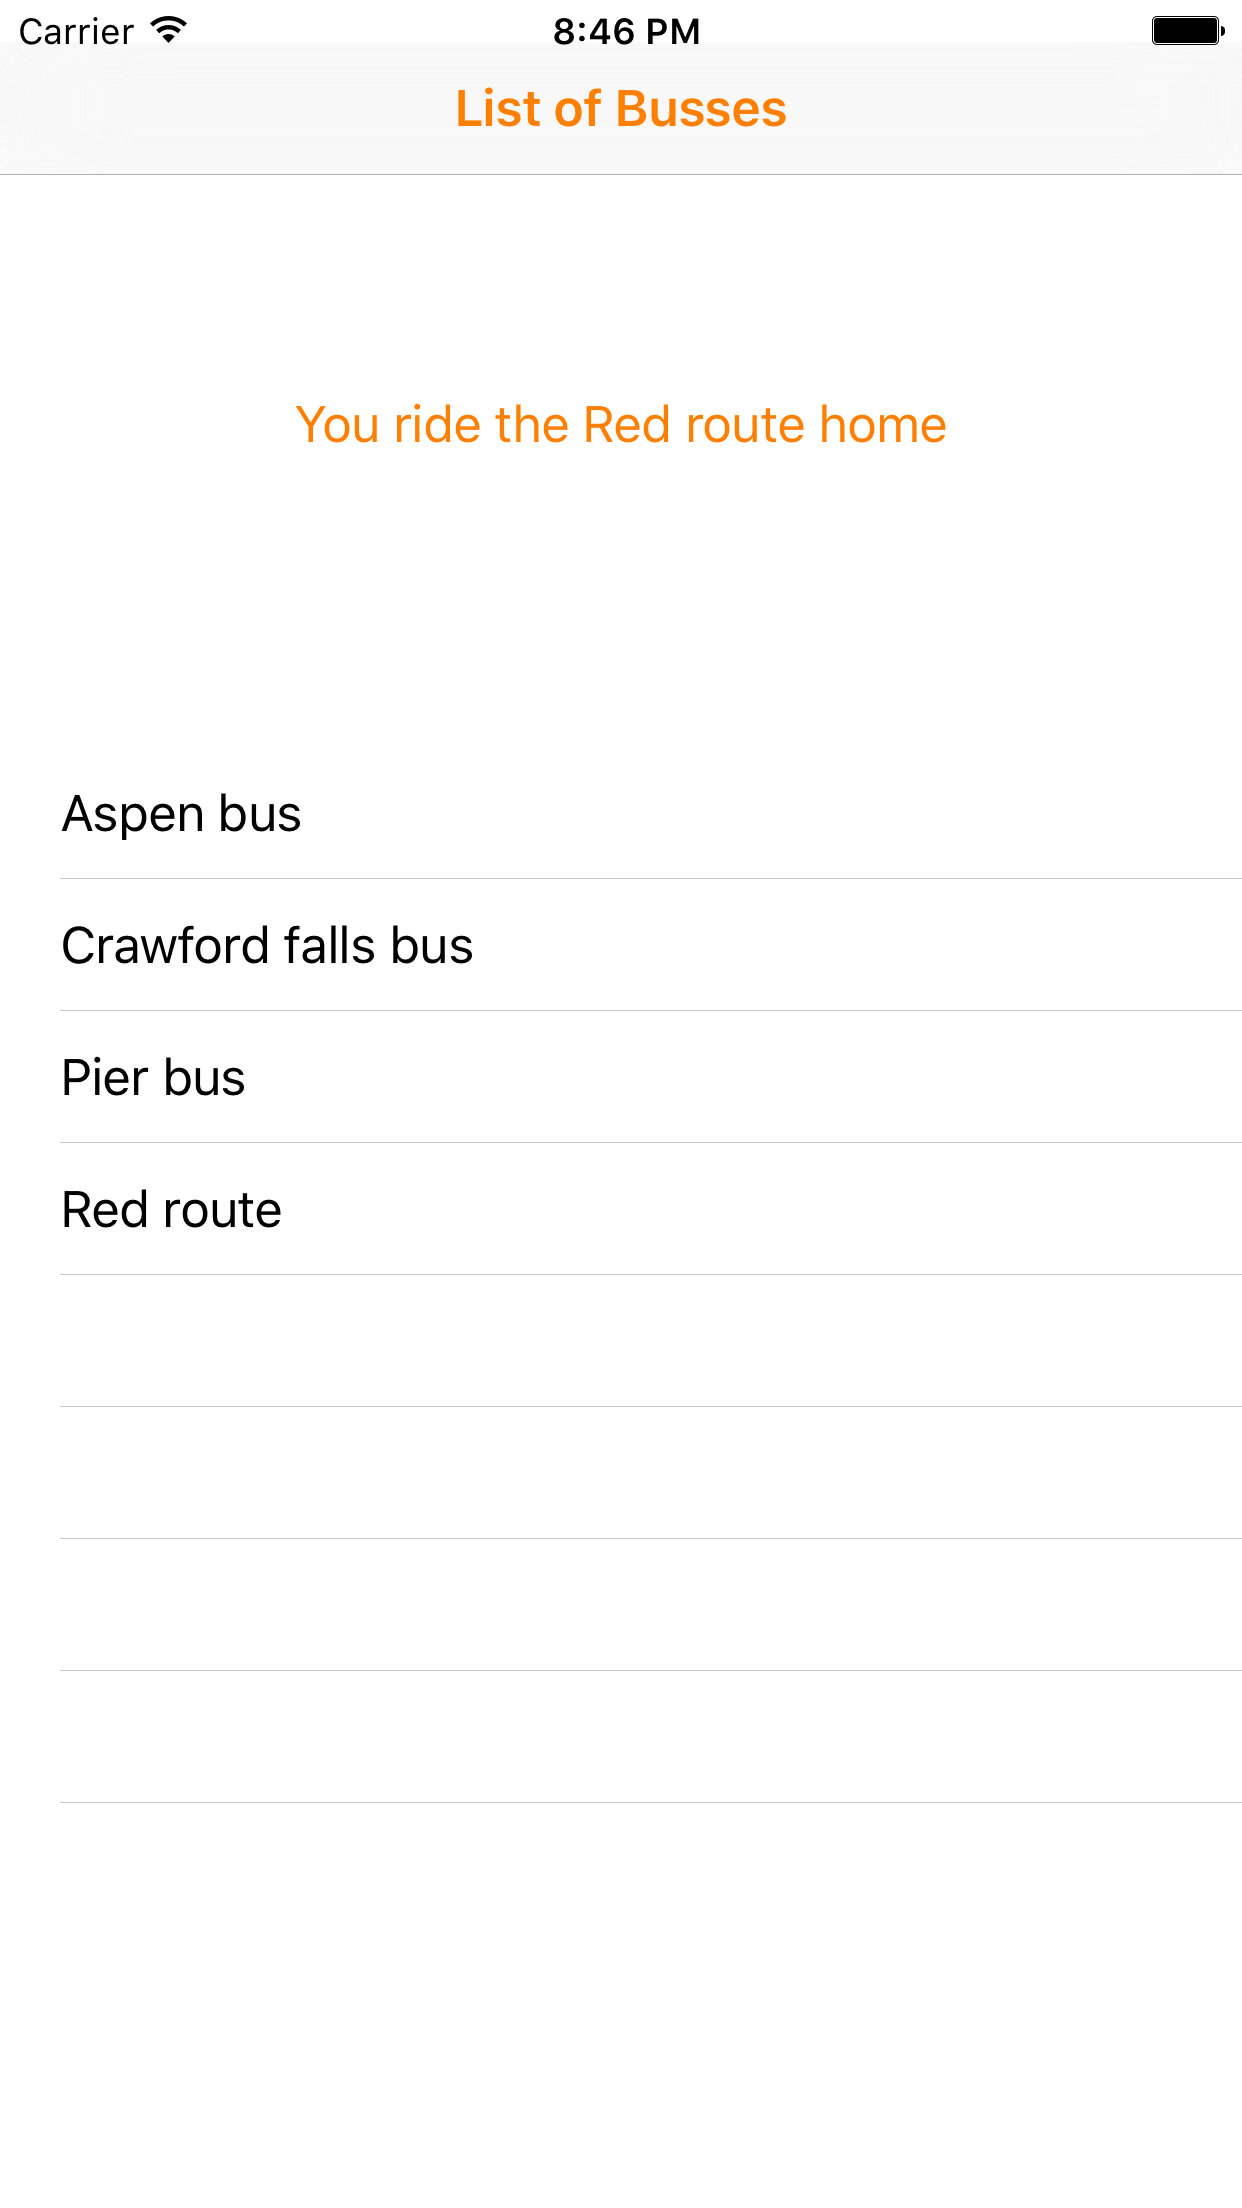 Carrier 8:46 PM
List of Busses
You ride the Red route home
Aspen bus
Crawford falls bus
Pier bus
Red route